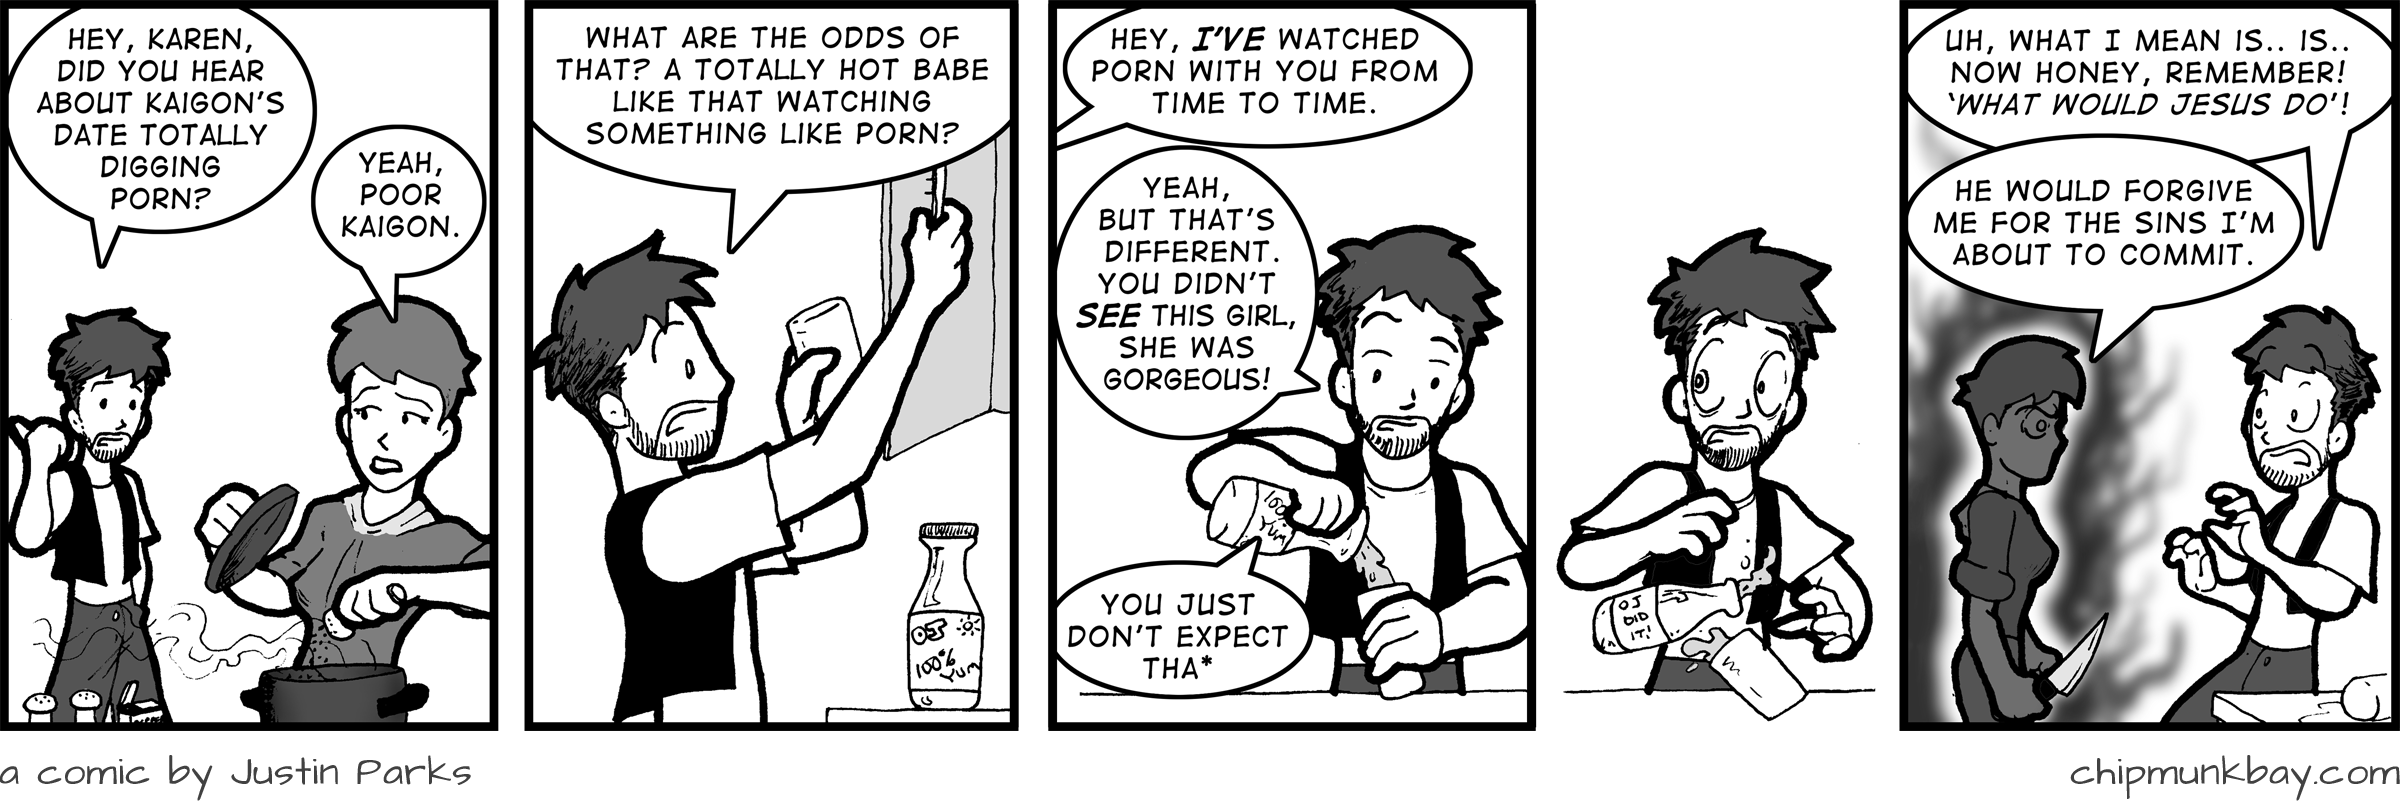 HEY, KAREN,
DID YOU HEAR
ABOUT KAIGON'S
DATE TOTALLY
DIGGING
PORN?
YEAH,
POOR
KAIGON.
WHAT ARE THE ODDS OF
THAT? A TOTALLY HOT BABE
LIKE THAT WATCHING
SOMETHING LIKE PORN?
OJ
100%
YUM
HEY, I'VE WATCHED
PORN WITH YOU FROM
TIME TO TIME.
YEAH,
BUT THAT'S
DIFFERENT.
YOU DIDN'T
SEE THIS GIRL,
SHE WAS
GORGEOUS!
100%
YUM
YOU JUST
DON'T EXPECT
THA*
OJ
DID
IT!
UH, WHAT I MEAN IS.. IS..
NOW HONEY, REMEMBER!
'WHAT WOULD JESUS DO'!
HE WOULD FORGIVE
ME FOR THE SINS I'M
ABOUT TO COMMIT.
a comic by Justin Parks
chipmunkbay.com